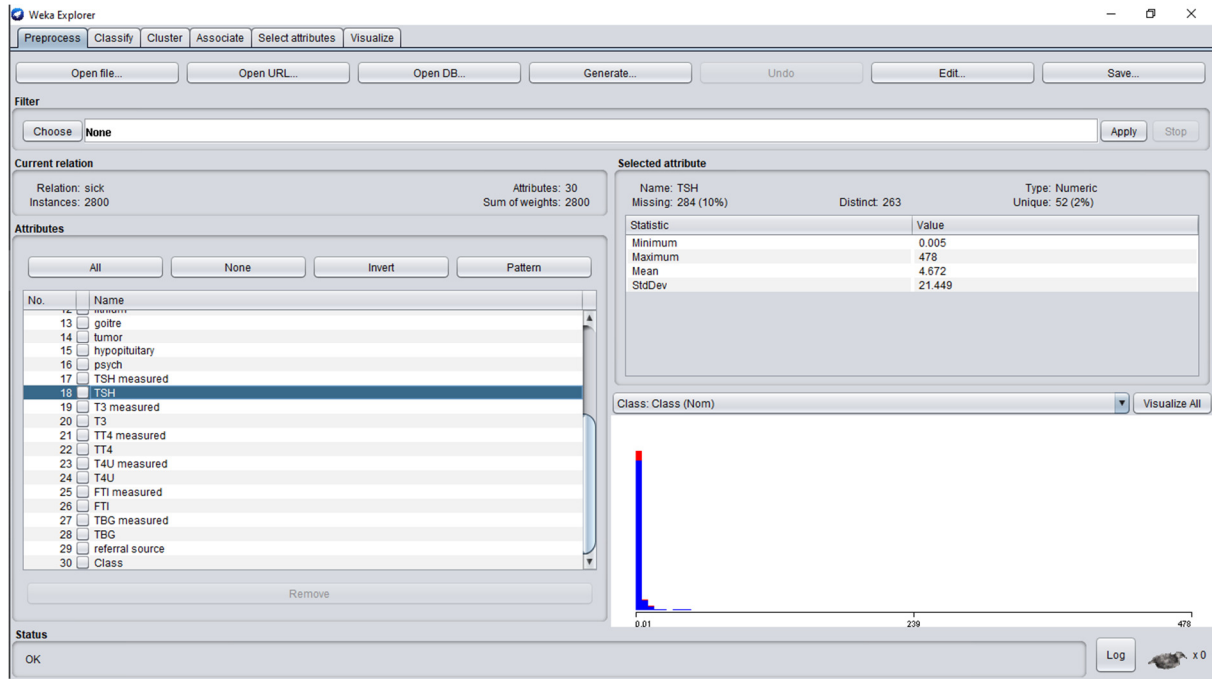 Weka Explorer
Preprocess Classify Cluster Associate Select attributes Visualize
Open file... Open URL... Open DB... Generate... Undo Edit... Save...
Filter
Choose None Apply Stop
Current relation
Relation: sick Attributes: 30
Instances: 2800 Sum of weights: 2800
Attributes
All None Invert Pattern
No. Name
12 lithium
13 goitre
14 tumor
15 hypopituitary
16 psych
17 TSH measured
18 TSH
19 T3 measured
20 T3
21 TT4 measured
22 TT4
23 T4U measured
24 T4U
25 FTI measured
26 FTI
27 TBG measured
28 TBG
29 referral source
30 Class
Remove
Selected attribute
Name: TSH Type: Numeric
Missing: 284 (10%) Distinct: 263 Unique: 52 (2%)
Statistic Value
Minimum 0.005
Maximum 478
Mean 4.672
StdDev 21.449
Class: Class (Nom) Visualize All
0.01 239 478
Status
OK Log x 0